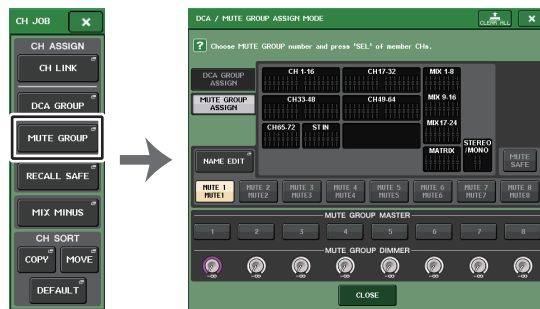 CH JOB
×
CH ASSIGN
CH LINK
DCA GROUP
MUTE GROUP
RECALL SAFE
MIX MINUS
CH SORT
COPY
MOVE
DEFAULT
DCA / MUTE GROUP ASSIGN MODE
CLEAR ALL
×
? Choose MUTE GROUP number and press 'SEL' of member CHs.
DCA GROUP
ASSIGN
MUTE GROUP
ASSIGN
NAME EDIT
CH 1-16
CH17-32
MIX 1-8
CH33-48
CH49-64
MIX 9-16
CH65-72
ST IN
MIX17-24
MATRIX
STEREO
/MONO
MUTE
SAFE
MUTE 1
MUTE1
MUTE 2
MUTE2
MUTE 3
MUTE3
MUTE 4
MUTE4
MUTE 5
MUTE5
MUTE 6
MUTE6
MUTE 7
MUTE7
MUTE 8
MUTE8
MUTE GROUP MASTER
1 2 3 4 5 6 7 8
MUTE GROUP DIMMER
-∞ -∞ -∞ -∞ -∞ -∞ -∞ -∞
CLOSE